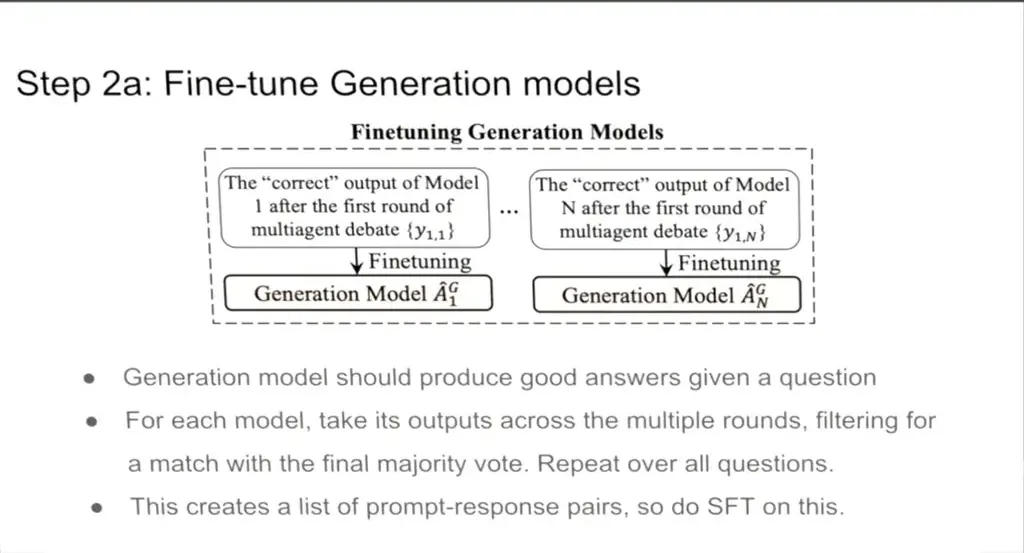 Step 2a: Fine-tune Generation models
Finetuning Generation Models
The “correct” output of Model
1 after the first round of
multiagent debate {y₁,₁}
...
The “correct” output of Model
N after the first round of
multiagent debate {y₁,N}
Finetuning
Finetuning
Generation Model Â₁ᴳ
Generation Model Â_Nᴳ
● Generation model should produce good answers given a question
● For each model, take its outputs across the multiple rounds, filtering for
a match with the final majority vote. Repeat over all questions.
● This creates a list of prompt-response pairs, so do SFT on this.